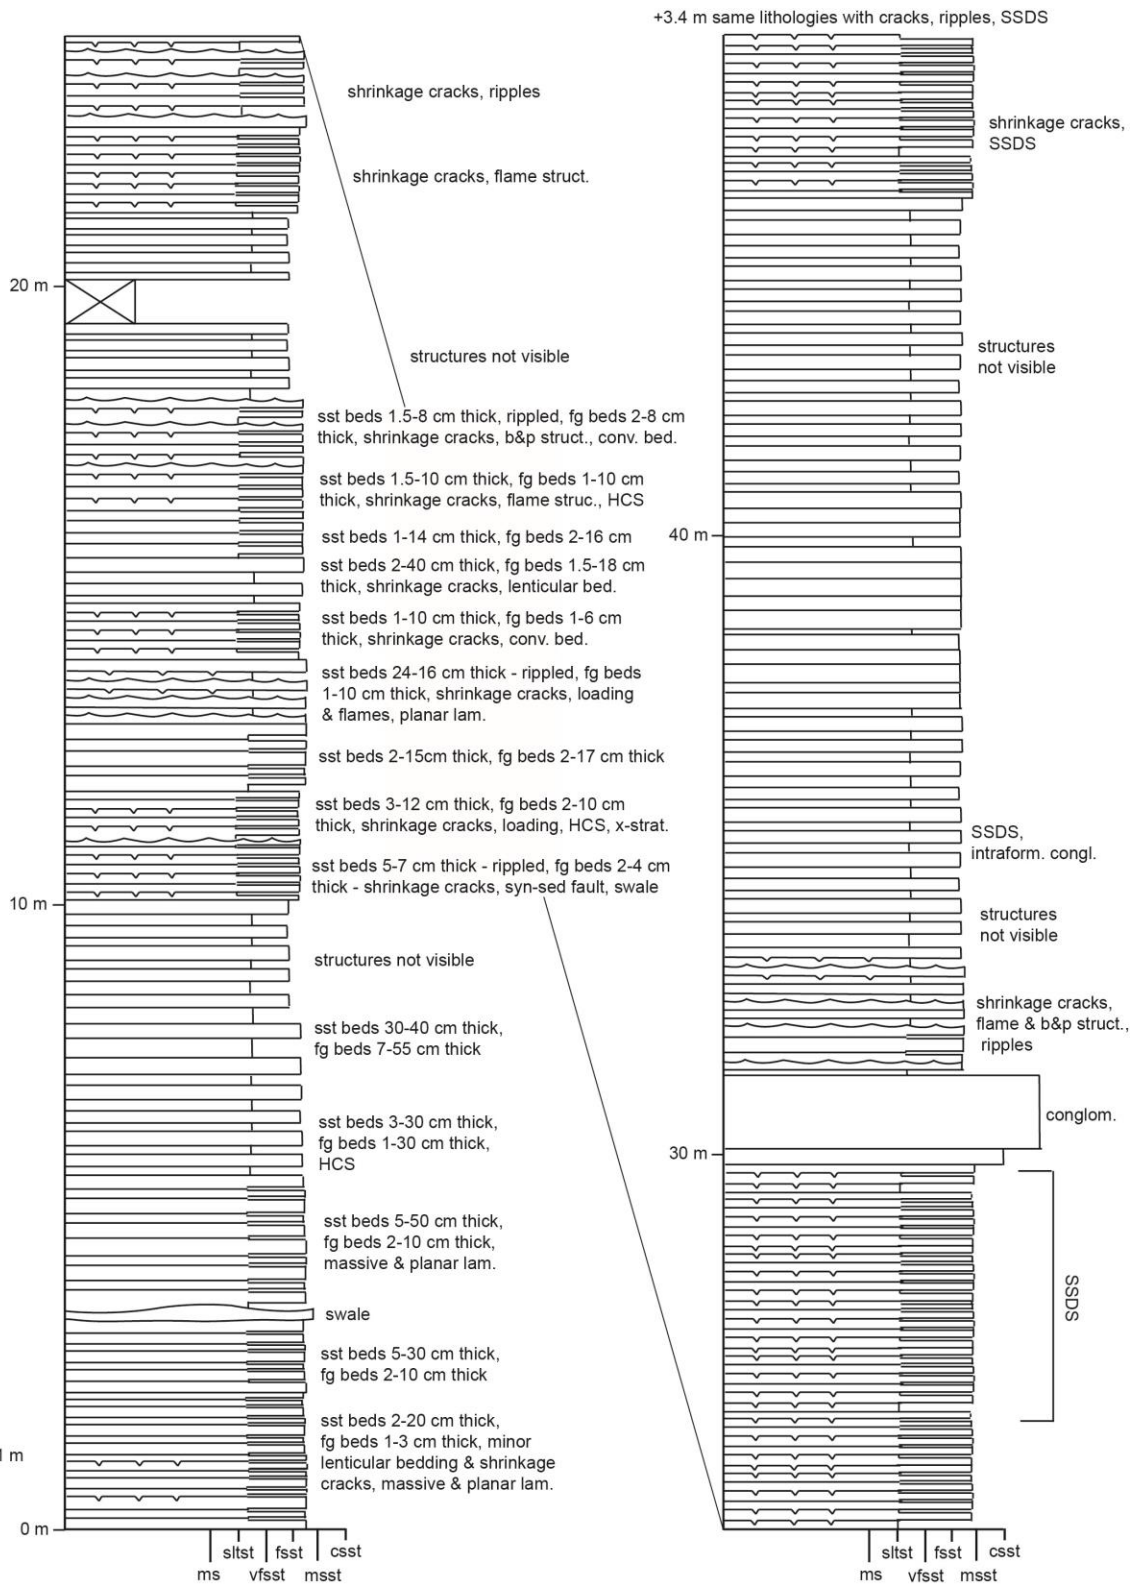 shrinkage cracks, ripples
shrinkage cracks, flame struct.
20 m
structures not visible
sst beds 1.5-8 cm thick, rippled, fg beds 2-8 cm
thick, shrinkage cracks, b&p struct., conv. bed.
sst beds 1.5-10 cm thick, fg beds 1-10 cm
thick, shrinkage cracks, flame struc., HCS
sst beds 1-14 cm thick, fg beds 2-16 cm
sst beds 2-40 cm thick, fg beds 1.5-18 cm
thick, shrinkage cracks, lenticular bed.
sst beds 1-10 cm thick, fg beds 1-6 cm
thick, shrinkage cracks, conv. bed.
sst beds 24-16 cm thick - rippled, fg beds
1-10 cm thick, shrinkage cracks, loading
& flames, planar lam.
sst beds 2-15cm thick, fg beds 2-17 cm thick
sst beds 3-12 cm thick, fg beds 2-10 cm
thick, shrinkage cracks, loading, HCS, x-strat.
sst beds 5-7 cm thick - rippled, fg beds 2-4 cm
thick - shrinkage cracks, syn-sed fault, swale
10 m
structures not visible
sst beds 30-40 cm thick,
fg beds 7-55 cm thick
sst beds 3-30 cm thick,
fg beds 1-30 cm thick,
HCS
sst beds 5-50 cm thick,
fg beds 2-10 cm thick,
massive & planar lam.
swale
sst beds 5-30 cm thick,
fg beds 2-10 cm thick
sst beds 2-20 cm thick,
fg beds 1-3 cm thick, minor
lenticular bedding & shrinkage
cracks, massive & planar lam.
1 m
0 m
ms sltst vfsst fsst msst csst
+3.4 m same lithologies with cracks, ripples, SSDS
shrinkage cracks,
SSDS
structures
not visible
40 m
SSDS,
intraform. congl.
structures
not visible
shrinkage cracks,
flame & b&p struct.,
ripples
conglom.
30 m
SSDS
ms sltst vfsst fsst msst csst